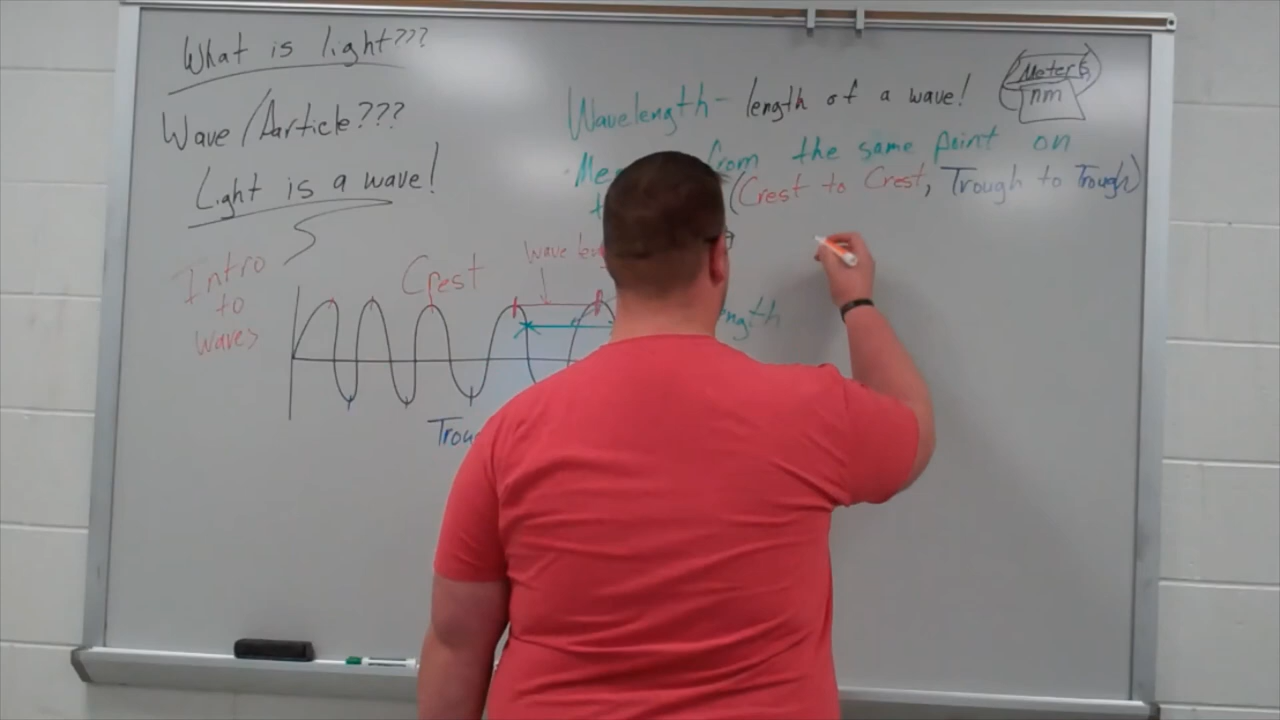 What is light???
Wave/Particle???
Light is a wave!
Intro
to
waves
Crest
Wavelength - length of a wave!
Meters,
nm
from the same point on
(Crest to Crest, Trough to Trough)
Wave